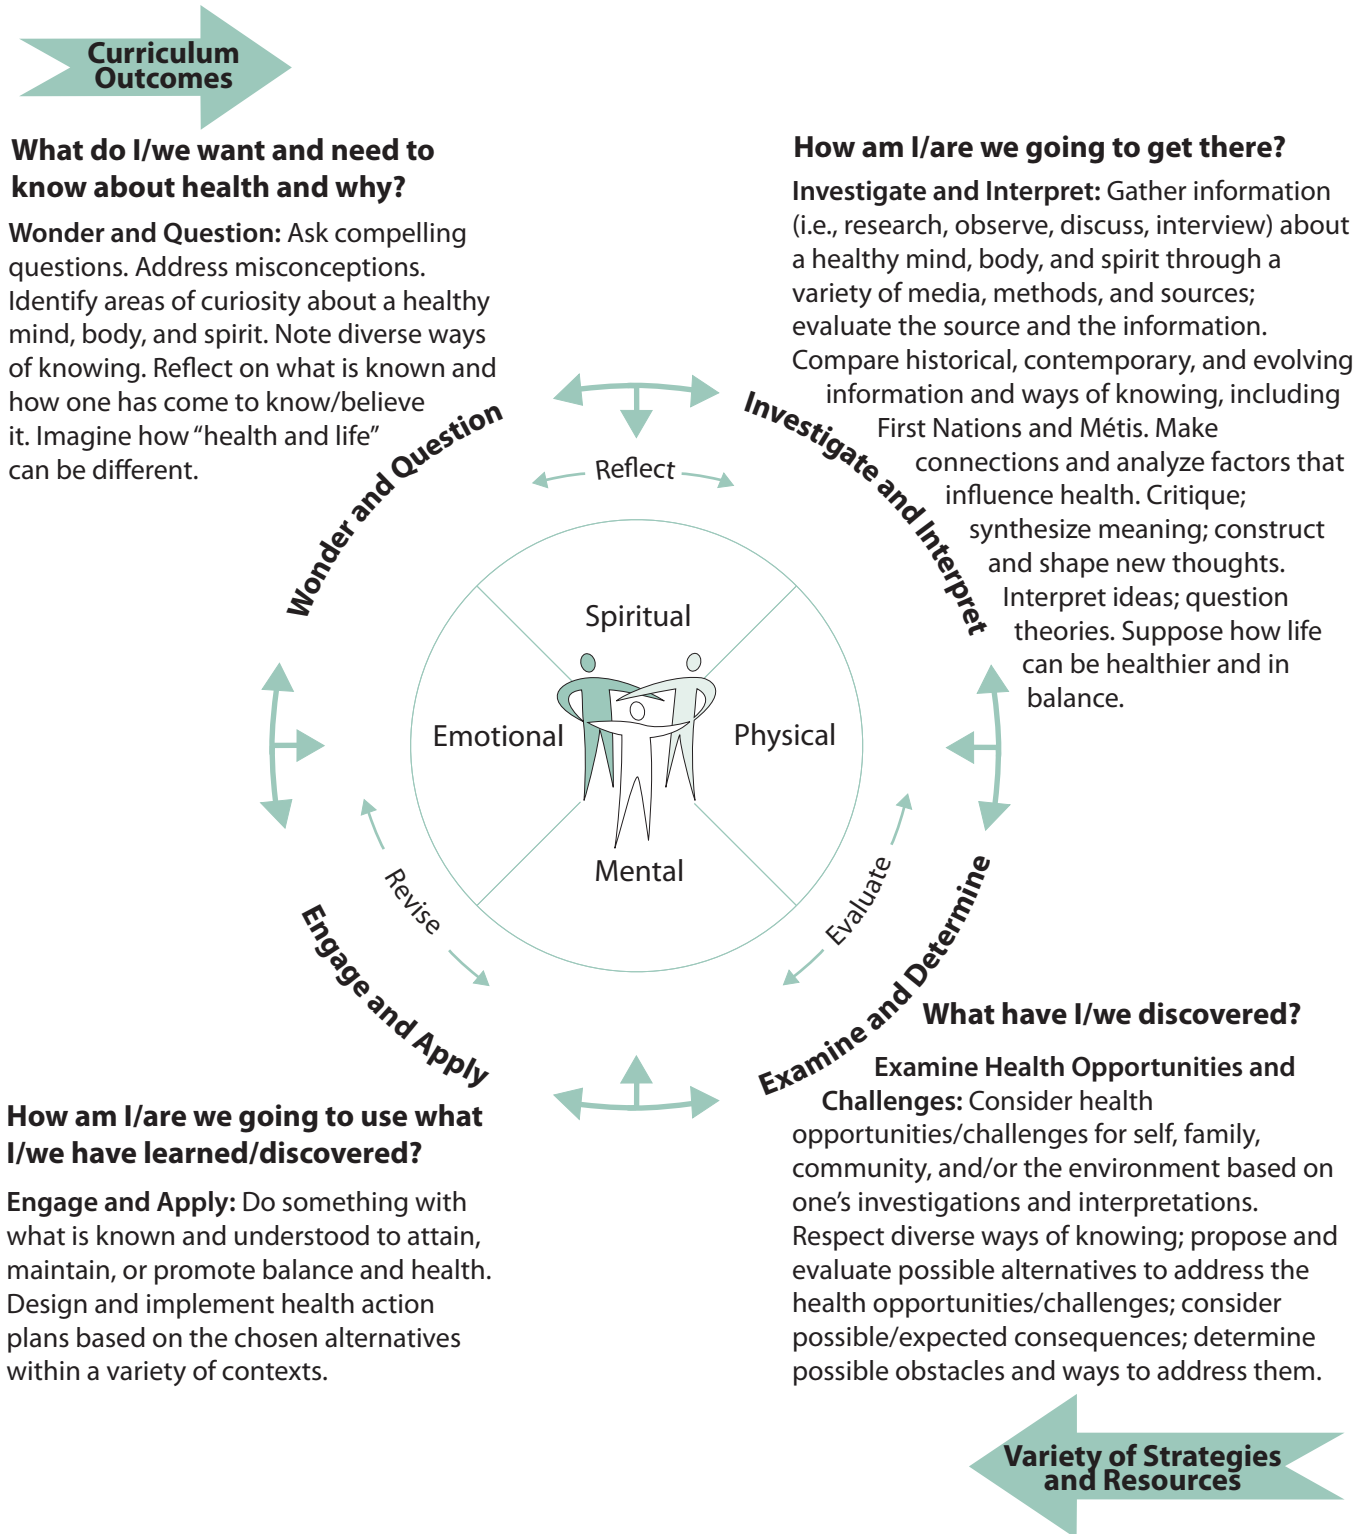 Curriculum
Outcomes
What do I/we want and need to
know about health and why?
Wonder and Question: Ask compelling
questions. Address misconceptions.
Identify areas of curiosity about a healthy
mind, body, and spirit. Note diverse ways
of knowing. Reflect on what is known and
how one has come to know/believe
it. Imagine how “health and life”
can be different.
How am I/are we going to get there?
Investigate and Interpret: Gather information
(i.e., research, observe, discuss, interview) about
a healthy mind, body, and spirit through a
variety of media, methods, and sources;
evaluate the source and the information.
Compare historical, contemporary, and evolving
information and ways of knowing, including
First Nations and Métis. Make
connections and analyze factors that
influence health. Critique;
synthesize meaning; construct
and shape new thoughts.
Interpret ideas; question
theories. Suppose how life
can be healthier and in
balance.
Wonder and Question
Investigate and Interpret
Reflect
Spiritual
Emotional
Physical
Mental
Revise
Evaluate
Engage and Apply
Examine and Determine
How am I/are we going to use what
I/we have learned/discovered?
Engage and Apply: Do something with
what is known and understood to attain,
maintain, or promote balance and health.
Design and implement health action
plans based on the chosen alternatives
within a variety of contexts.
What have I/we discovered?
Examine Health Opportunities and
Challenges: Consider health
opportunities/challenges for self, family,
community, and/or the environment based on
one’s investigations and interpretations.
Respect diverse ways of knowing; propose and
evaluate possible alternatives to address the
health opportunities/challenges; consider
possible/expected consequences; determine
possible obstacles and ways to address them.
Variety of Strategies
and Resources